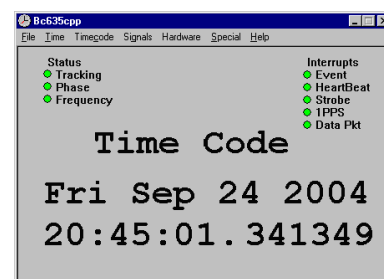 Bc635cpp
File Time Timecode Signals Hardware Special Help
Status
Tracking
Phase
Frequency
Interrupts
Event
HeartBeat
Strobe
1PPS
Data Pkt
Time Code
Fri Sep 24 2004
20:45:01.341349